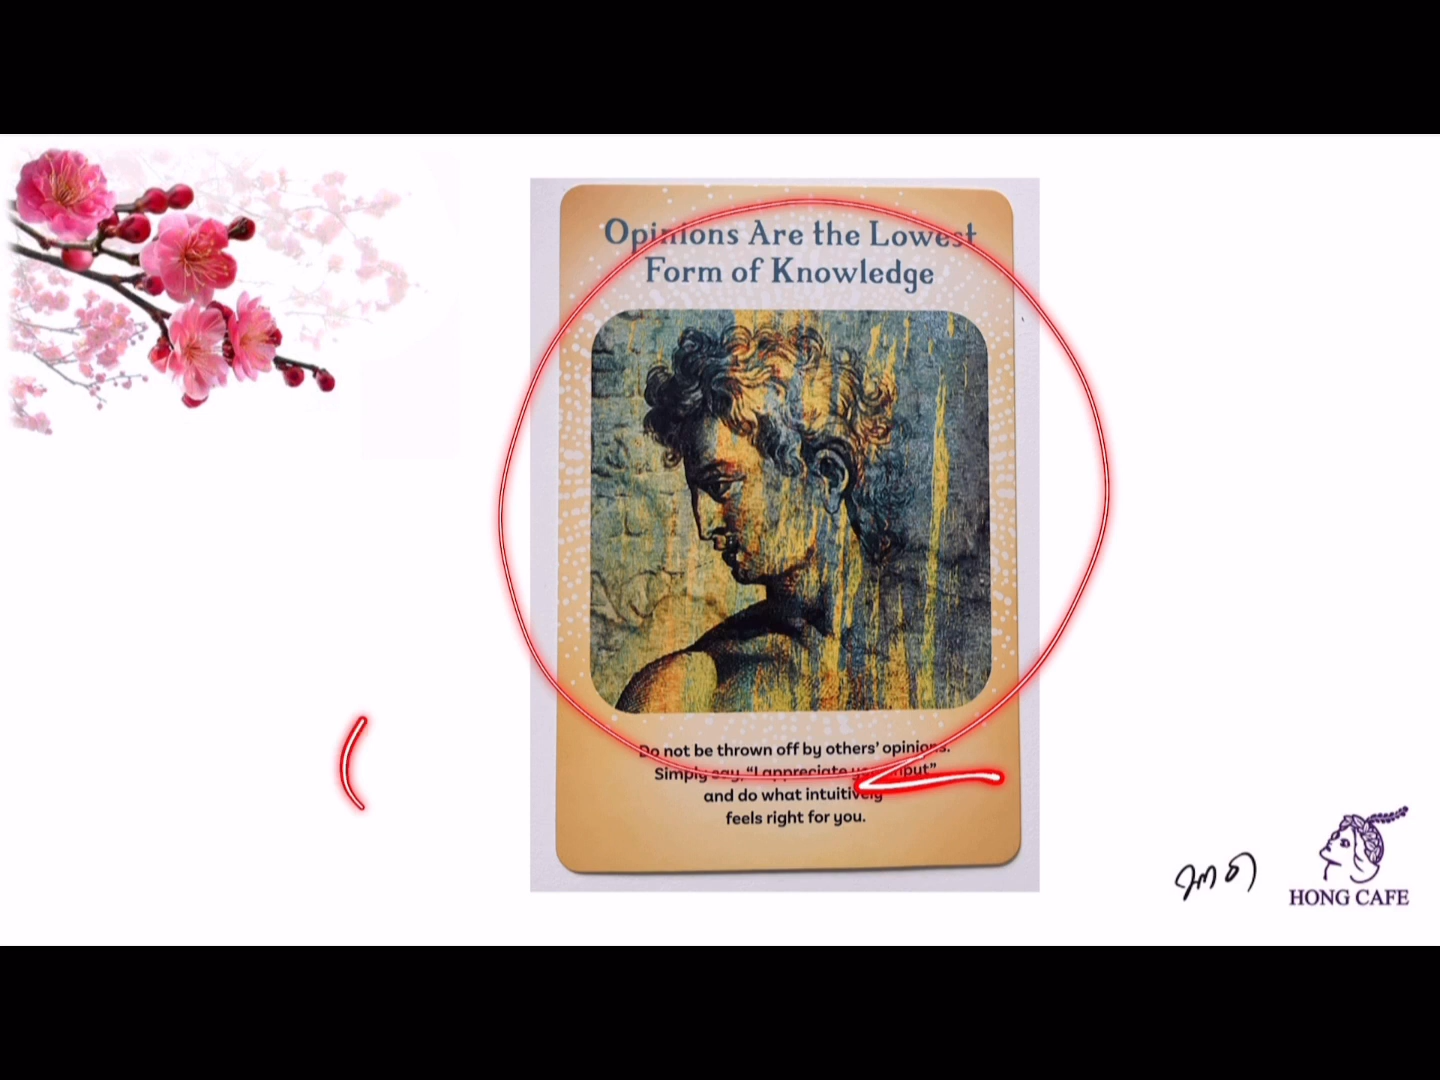 Opinions Are the Lowest
Form of Knowledge
Do not be thrown off by others’ opinions.
Simply say, “I appreciate your input”
and do what intuitively
feels right for you.
HONG CAFE